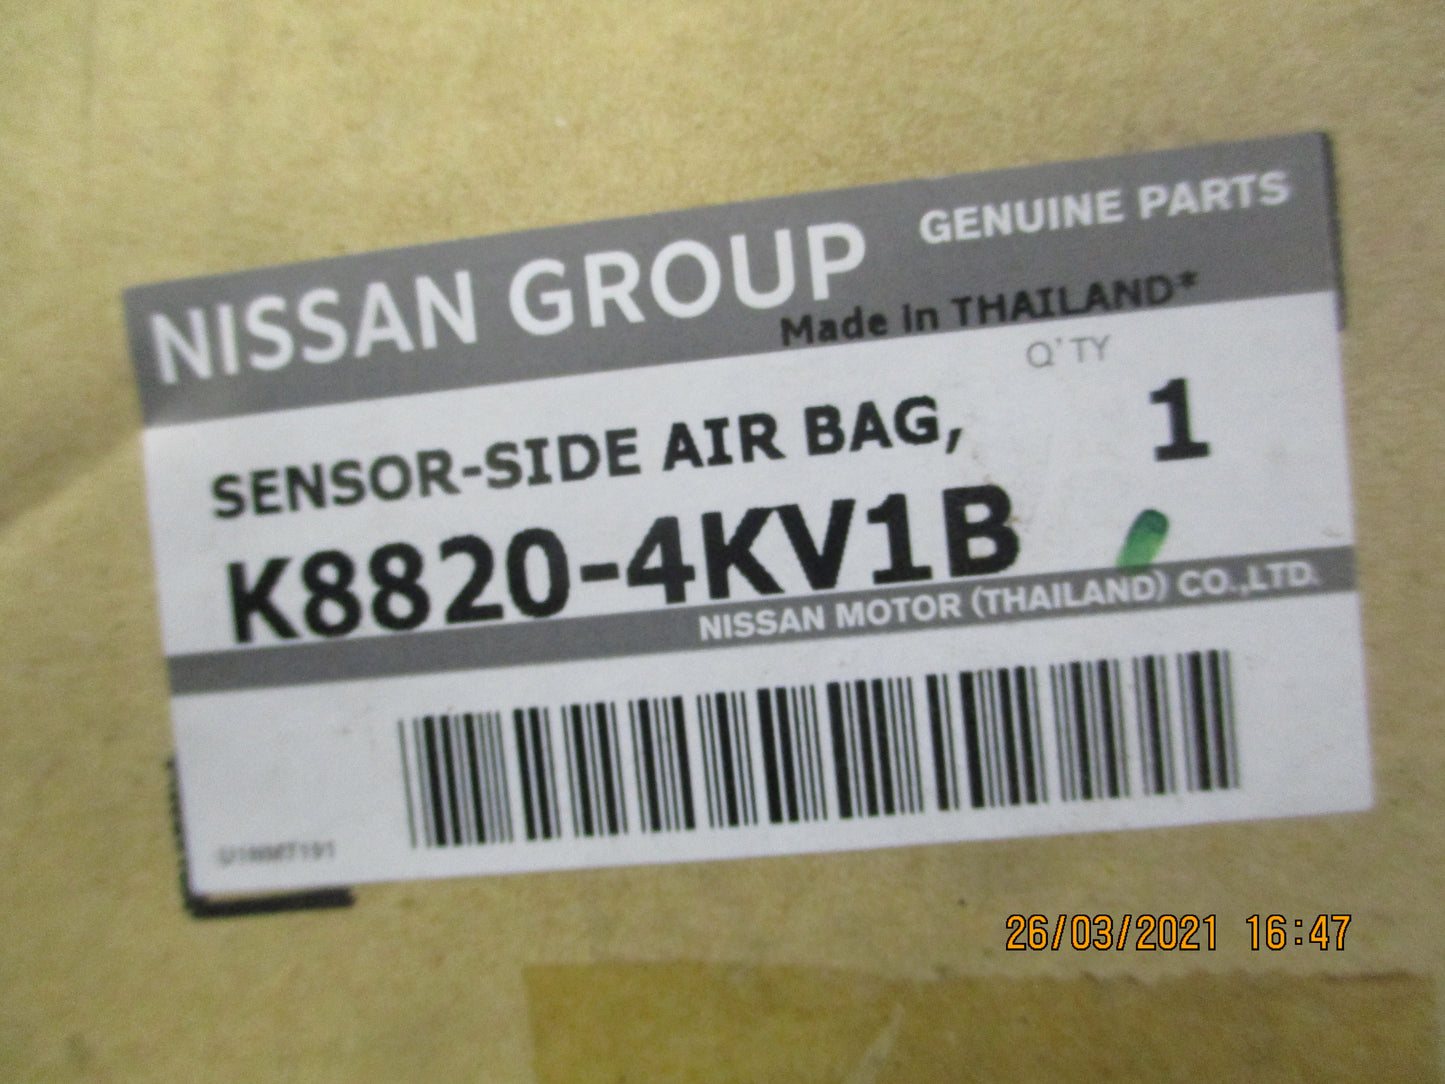 NISSAN GROUP GENUINE PARTS
Made in THAILAND*
Q'TY
SENSOR-SIDE AIR BAG, 1
K8820-4KV1B
NISSAN MOTOR (THAILAND) CO.,LTD.
26/03/2021 16:47